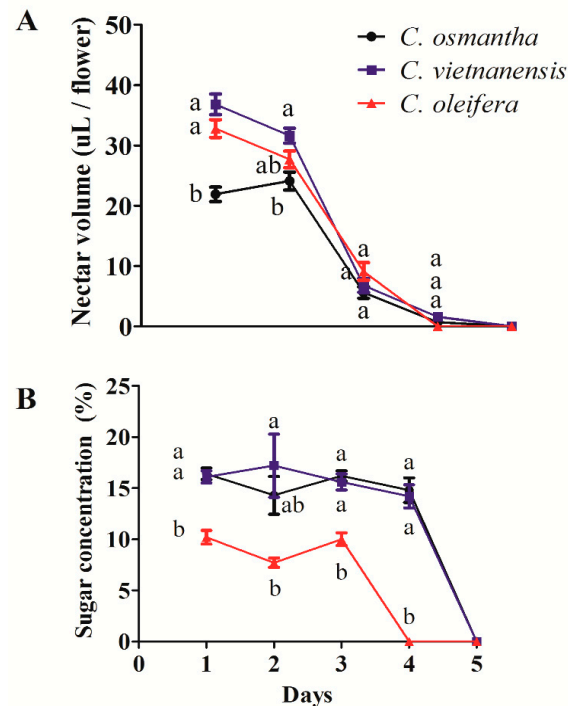 A
50
C. osmantha
C. vietnanensis
C. oleifera
40
30
20
10
0
Nectar volume (uL / flower)
a
a
b
a
ab
b
a
a
a
a
a
a
B
25
20
15
10
5
0
Sugar concentration (%)
a
a
b
a
ab
b
a
a
b
a
a
b
0 1 2 3 4 5
Days